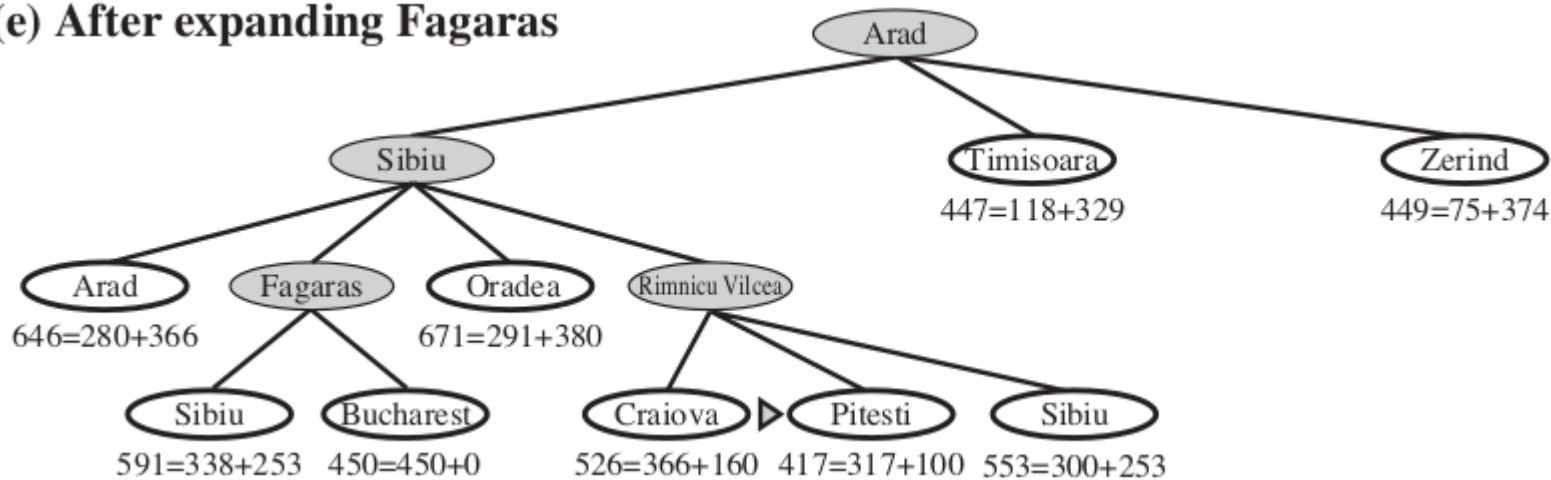 (e) After expanding Fagaras
Arad
Sibiu
Timisoara
447=118+329
Zerind
449=75+374
Arad
646=280+366
Fagaras
Oradea
671=291+380
Rimnicu Vilcea
Sibiu
591=338+253
Bucharest
450=450+0
Craiova
526=366+160
Pitesti
417=317+100
Sibiu
553=300+253